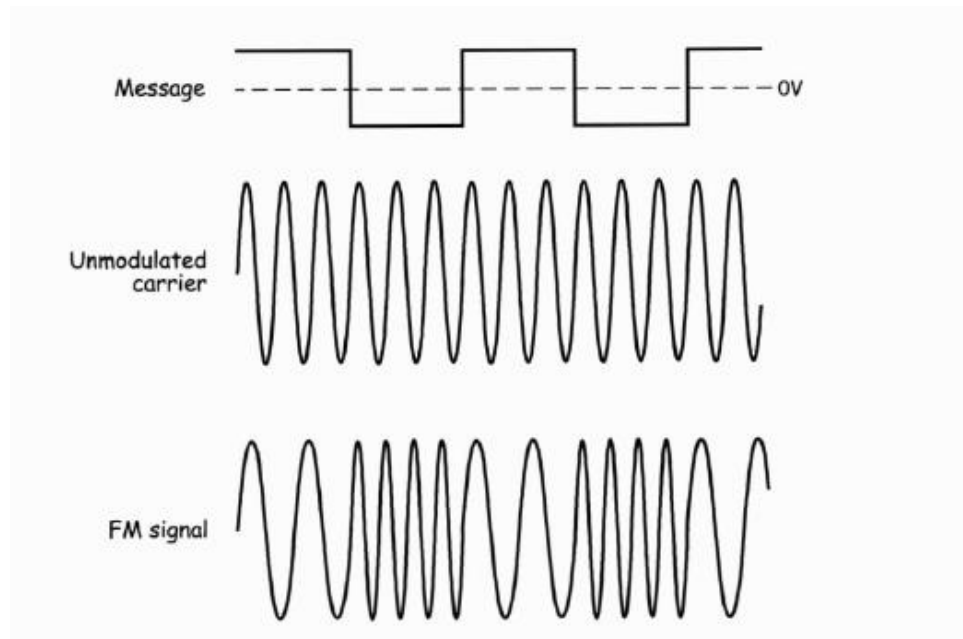 Message
0V
Unmodulated
carrier
FM signal